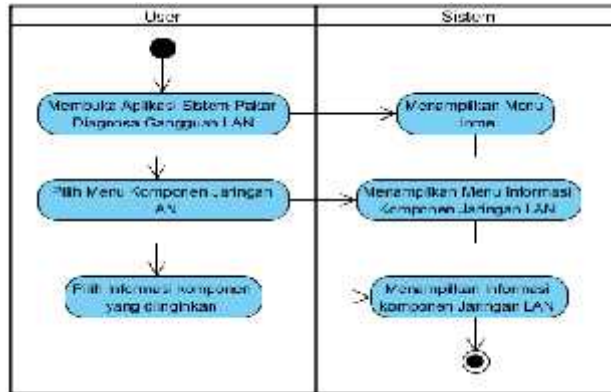 User
Sistem
Membuka Aplikasi Sistem Pakar
Diagnosa Gangguan LAN
Menampilkan Menu
Pilih Menu Komponen Jaringan
Menampilkan Menu Informasi
Komponen Jaringan LAN
Pilih Informasi komponen
yang diinginkan
Menampilkan Informasi
komponen Jaringan LAN